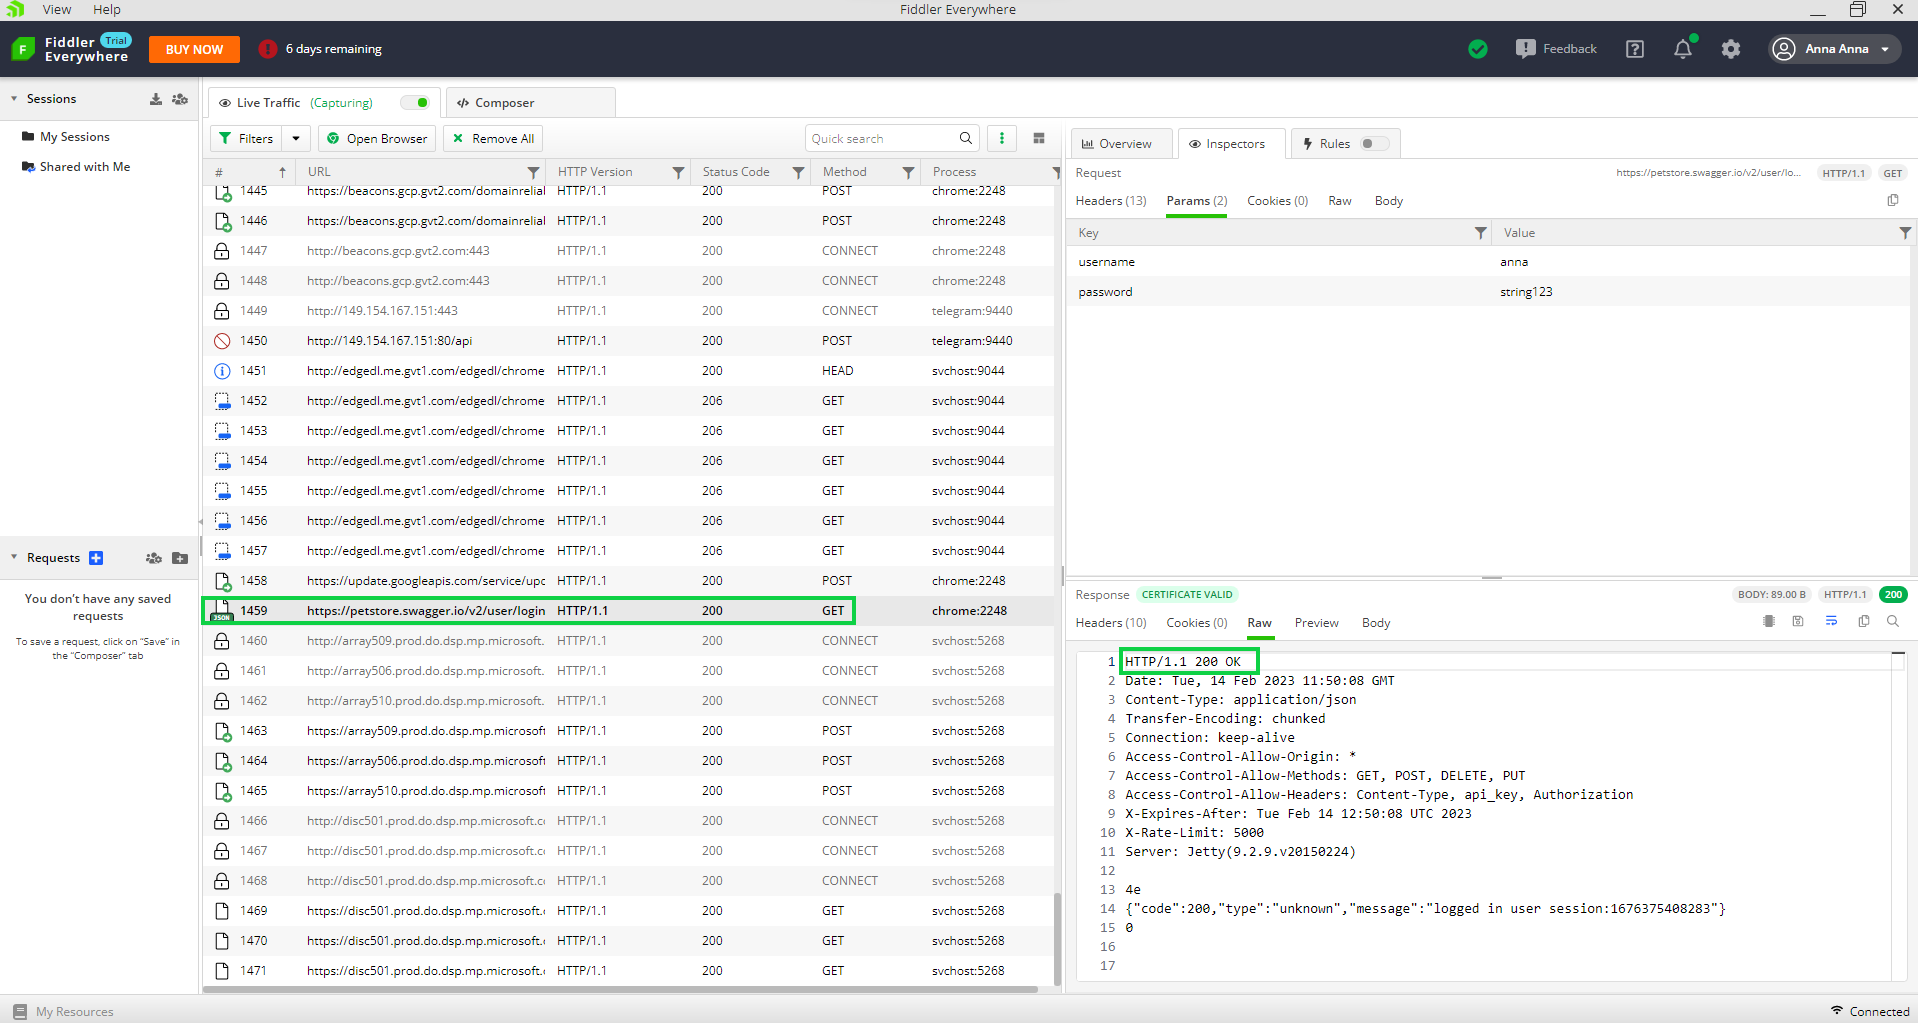 View Help Fiddler Everywhere
Fiddler Everywhere Trial BUY NOW 6 days remaining Feedback Anna Anna
Sessions
My Sessions
Shared with Me
Requests
You don't have any saved
requests
To save a request, click on "Save" in
the "Composer" tab
Live Traffic (Capturing) Composer
Filters Open Browser Remove All Quick search
# URL HTTP Version Status Code Method Process
1445 https://beacons.gcp.gvt2.com/domainrelial HTTP/1.1 200 POST chrome:2248
1446 https://beacons.gcp.gvt2.com/domainrelial HTTP/1.1 200 POST chrome:2248
1447 http://beacons.gcp.gvt2.com:443 HTTP/1.1 200 CONNECT chrome:2248
1448 http://beacons.gcp.gvt2.com:443 HTTP/1.1 200 CONNECT chrome:2248
1449 http://149.154.167.151:443 HTTP/1.1 200 CONNECT telegram:9440
1450 http://149.154.167.151:80/api HTTP/1.1 200 POST telegram:9440
1451 http://edgedl.me.gvt1.com/edgedl/chrome HTTP/1.1 200 HEAD svchost:9044
1452 http://edgedl.me.gvt1.com/edgedl/chrome HTTP/1.1 206 GET svchost:9044
1453 http://edgedl.me.gvt1.com/edgedl/chrome HTTP/1.1 206 GET svchost:9044
1454 http://edgedl.me.gvt1.com/edgedl/chrome HTTP/1.1 206 GET svchost:9044
1455 http://edgedl.me.gvt1.com/edgedl/chrome HTTP/1.1 206 GET svchost:9044
1456 http://edgedl.me.gvt1.com/edgedl/chrome HTTP/1.1 206 GET svchost:9044
1457 http://edgedl.me.gvt1.com/edgedl/chrome HTTP/1.1 206 GET svchost:9044
1458 https://update.googleapis.com/service/upc HTTP/1.1 200 POST chrome:2248
JSON 1459 https://petstore.swagger.io/v2/user/login HTTP/1.1 200 GET chrome:2248
1460 http://array509.prod.do.dsp.mp.microsoft. HTTP/1.1 200 CONNECT svchost:5268
1461 http://array506.prod.do.dsp.mp.microsoft. HTTP/1.1 200 CONNECT svchost:5268
1462 http://array510.prod.do.dsp.mp.microsoft. HTTP/1.1 200 CONNECT svchost:5268
1463 https://array509.prod.do.dsp.mp.microsoft HTTP/1.1 200 POST svchost:5268
1464 https://array506.prod.do.dsp.mp.microsoft HTTP/1.1 200 POST svchost:5268
1465 https://array510.prod.do.dsp.mp.microsoft HTTP/1.1 200 POST svchost:5268
1466 http://disc501.prod.do.dsp.mp.microsoft.cc HTTP/1.1 200 CONNECT svchost:5268
1467 http://disc501.prod.do.dsp.mp.microsoft.cc HTTP/1.1 200 CONNECT svchost:5268
1468 http://disc501.prod.do.dsp.mp.microsoft.cc HTTP/1.1 200 CONNECT svchost:5268
1469 https://disc501.prod.do.dsp.mp.microsoft.c HTTP/1.1 200 GET svchost:5268
1470 https://disc501.prod.do.dsp.mp.microsoft.c HTTP/1.1 200 GET svchost:5268
1471 https://disc501.prod.do.dsp.mp.microsoft.c HTTP/1.1 200 GET svchost:5268
Overview Inspectors Rules
Request https://petstore.swagger.io/v2/user/lo... HTTP/1.1 GET
Headers (13) Params (2) Cookies (0) Raw Body
Key Value
username anna
password string123
Response CERTIFICATE VALID BODY: 89.00 B HTTP/1.1 200
Headers (10) Cookies (0) Raw Preview Body
1 HTTP/1.1 200 OK
2 Date: Tue, 14 Feb 2023 11:50:08 GMT
3 Content-Type: application/json
4 Transfer-Encoding: chunked
5 Connection: keep-alive
6 Access-Control-Allow-Origin: *
7 Access-Control-Allow-Methods: GET, POST, DELETE, PUT
8 Access-Control-Allow-Headers: Content-Type, api_key, Authorization
9 X-Expires-After: Tue Feb 14 12:50:08 UTC 2023
10 X-Rate-Limit: 5000
11 Server: Jetty(9.2.9.v20150224)
12
13 4e
14 {"code":200,"type":"unknown","message":"logged in user session:1676375408283"}
15 0
16
17
My Resources Connected